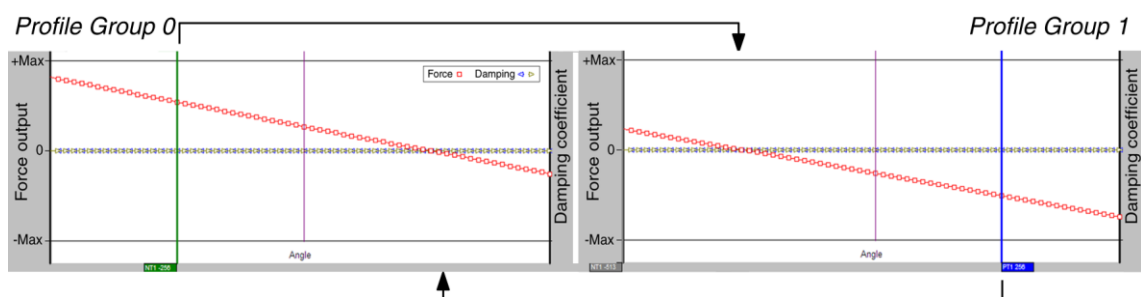 Profile Group 0
Profile Group 1
+Max
0
-Max
Force output
Force
Damping
Damping coefficient
Angle
NT1 -256
+Max
0
-Max
Force output
Damping coefficient
Angle
NT1 -513
PT1 256